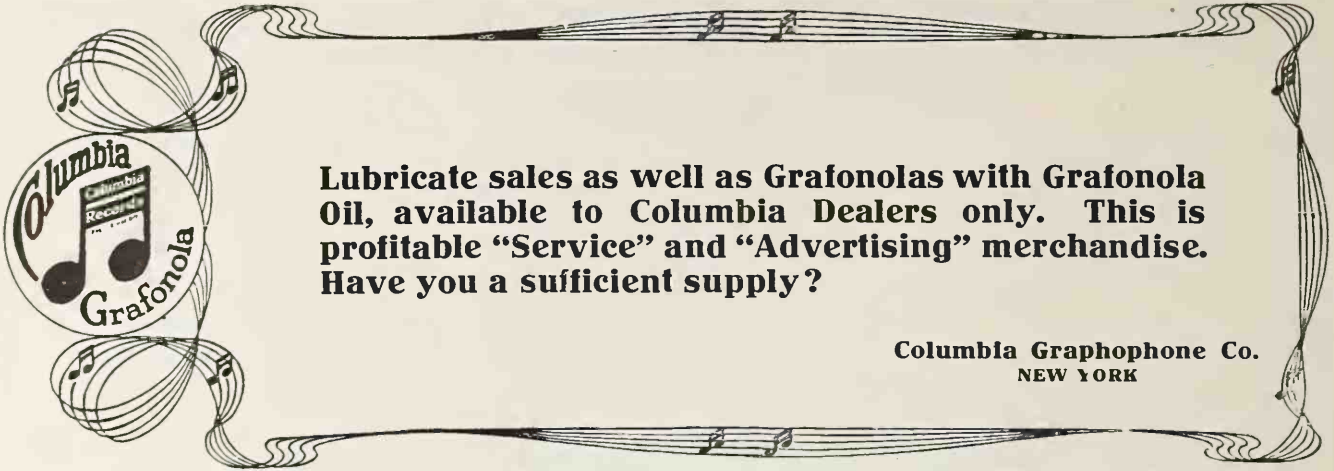 Columbia
Columbia
Records
Grafonola
Lubricate sales as well as Grafonolas with Grafonola
Oil, available to Columbia Dealers only. This is
profitable “Service” and “Advertising” merchandise.
Have you a sufficient supply?
Columbia Graphophone Co.
NEW YORK